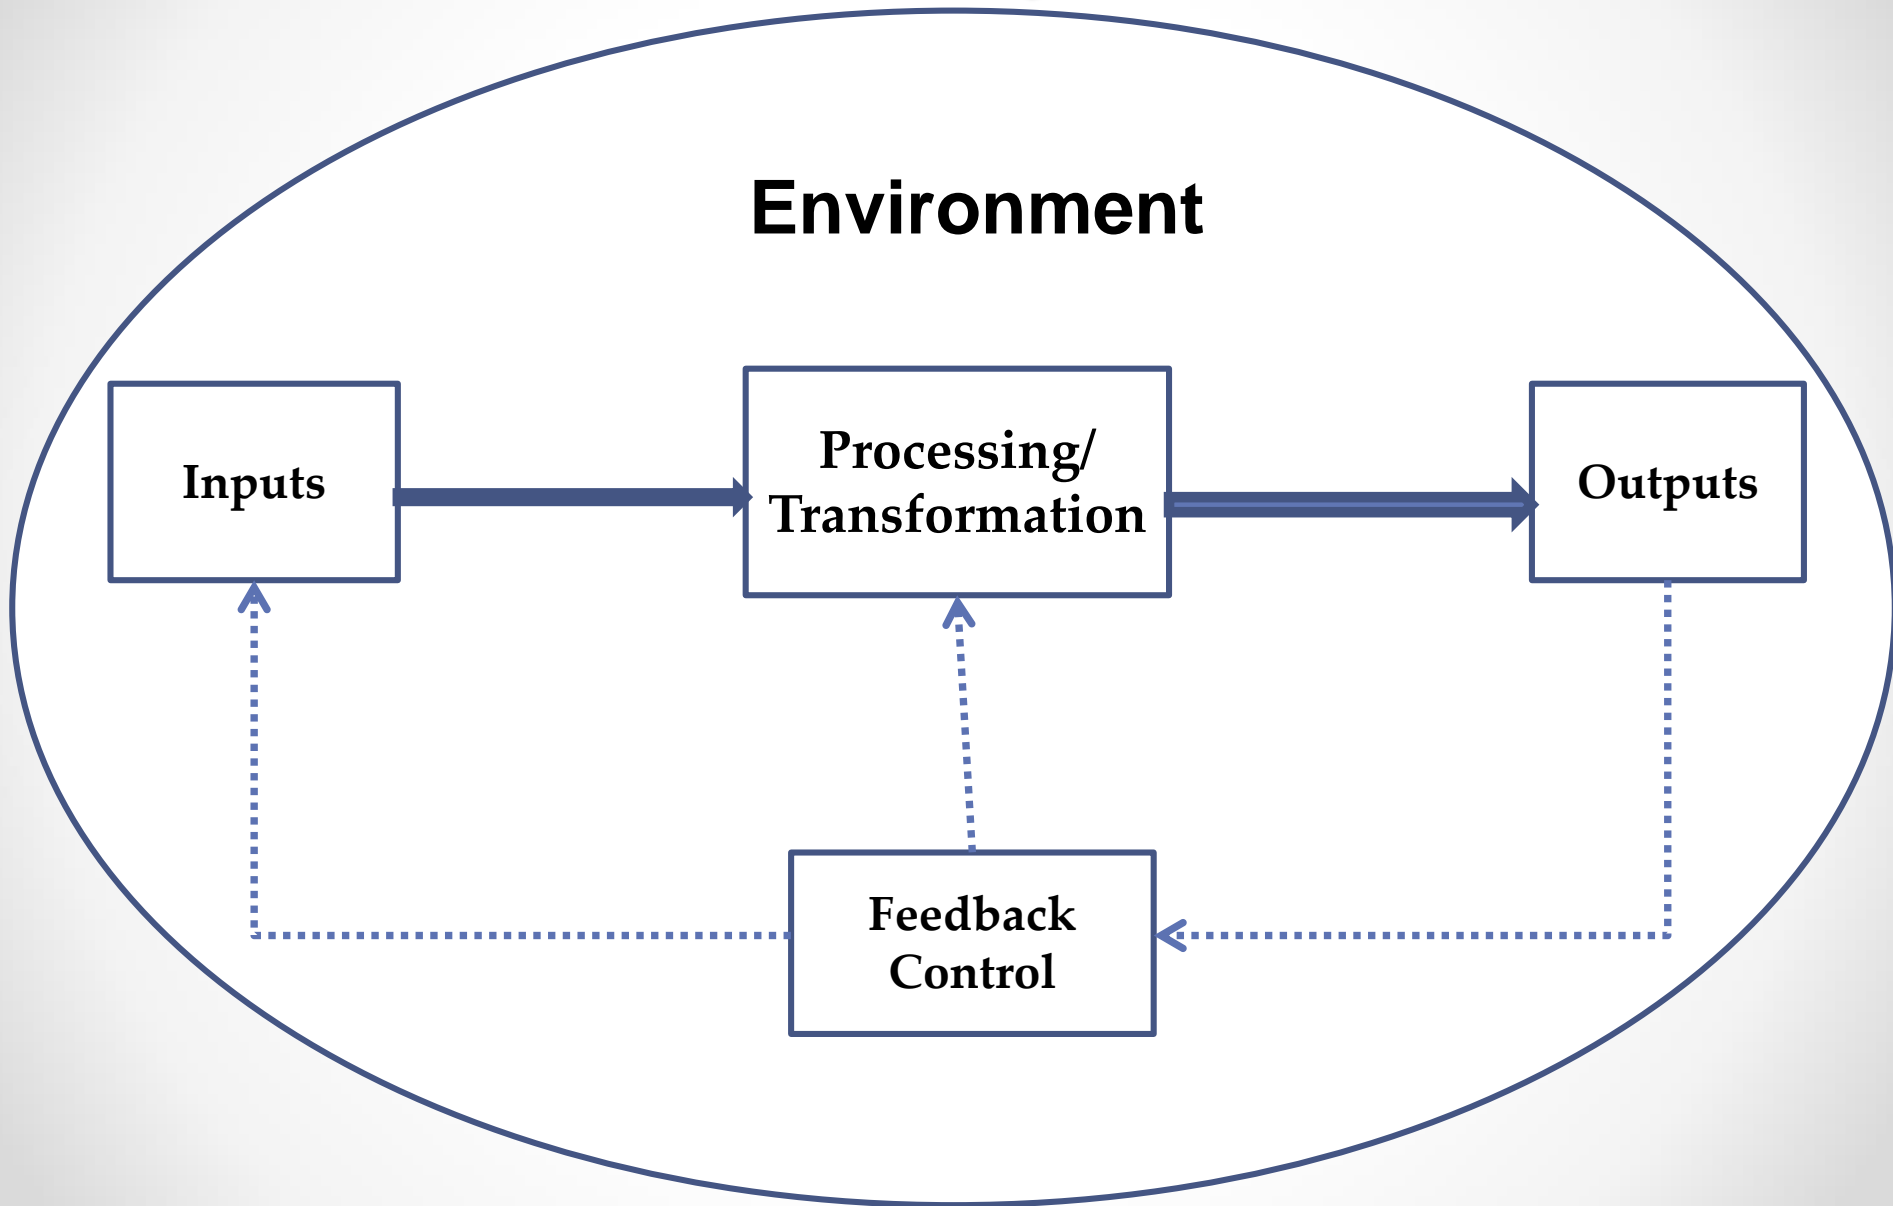 Environment
Inputs
Processing/
Transformation
Outputs
Feedback
Control